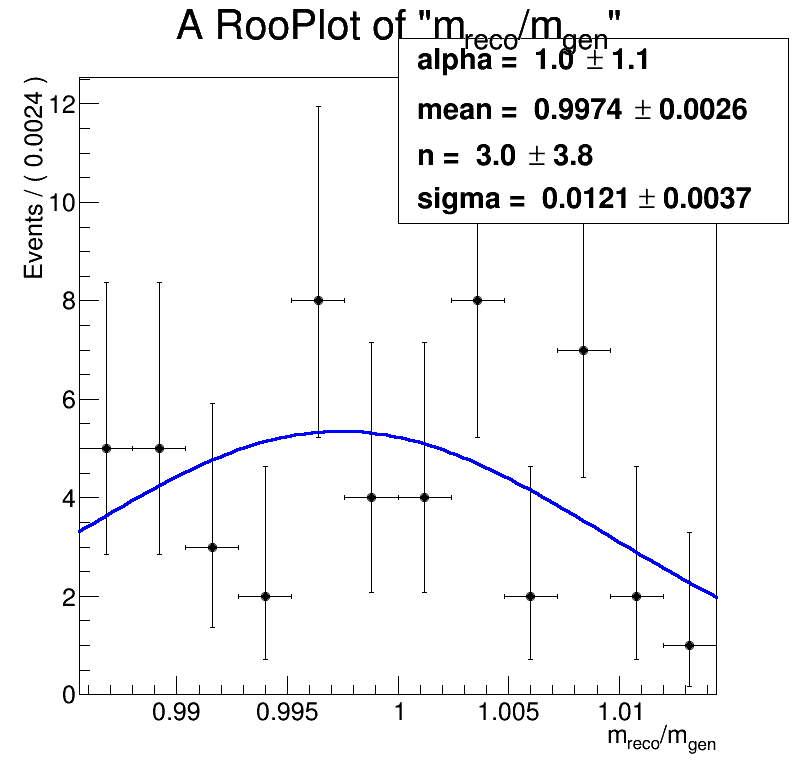 A RooPlot of "m_reco/m_gen"
alpha = 1.0 ± 1.1
mean = 0.9974 ± 0.0026
n = 3.0 ± 3.8
sigma = 0.0121 ± 0.0037
Events / ( 0.0024 )
12
10
8
6
4
2
0
0.99 0.995 1 1.005 1.01
m_reco/m_gen